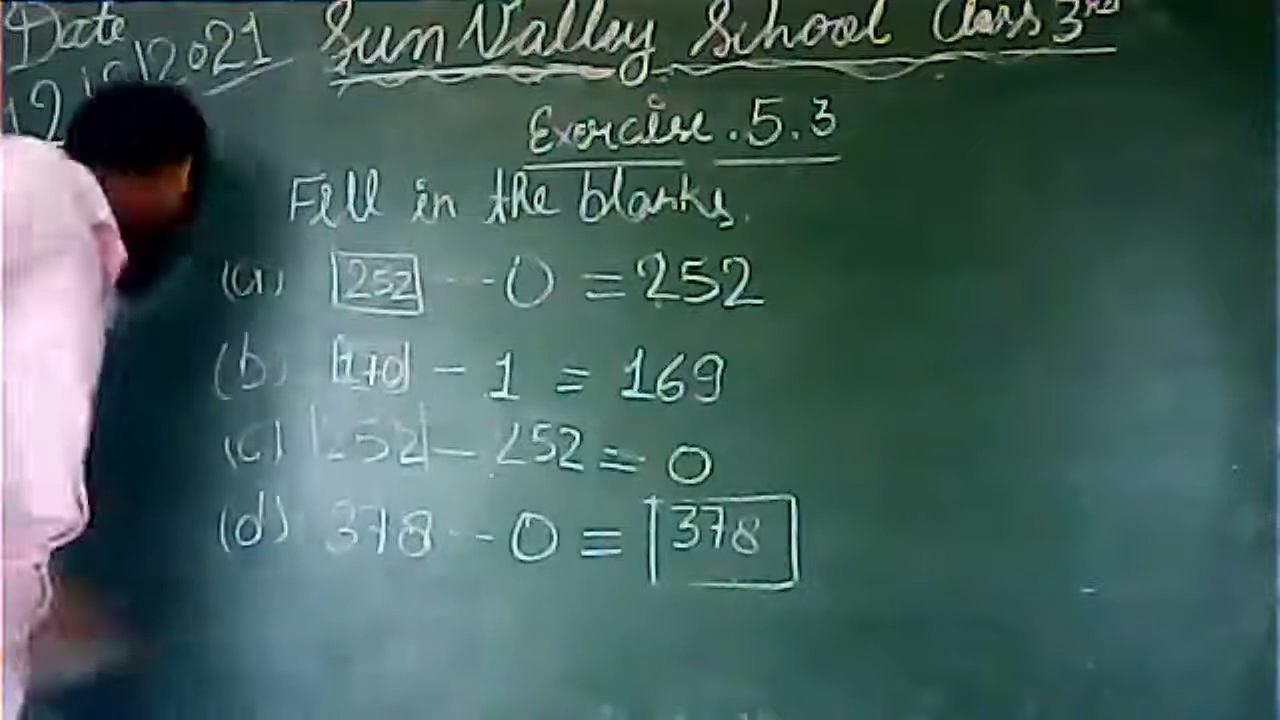 Date Sun Valley School Class 3rd
12021
Exercise. 5.3
Fill in the blanks.
(a) 252 - 0 = 252
(b) 170 - 1 = 169
(c) 252 - 252 = 0
(d) 378 - 0 = 378